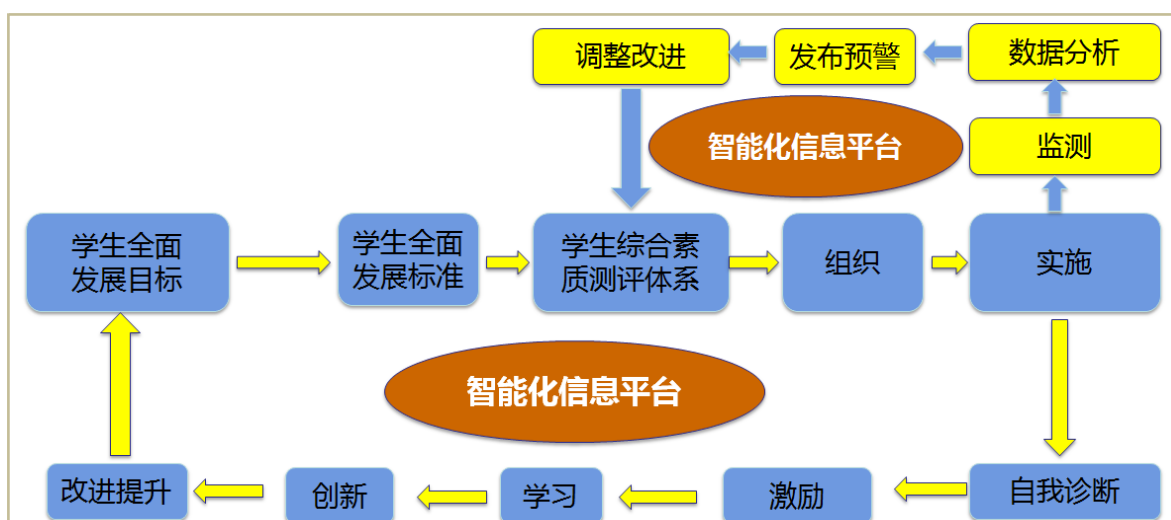 调整改进
发布预警
数据分析
智能化信息平台
监测
学生全面
发展目标
学生全面
发展标准
学生综合素
质测评体系
组织
实施
智能化信息平台
改进提升
创新
学习
激励
自我诊断